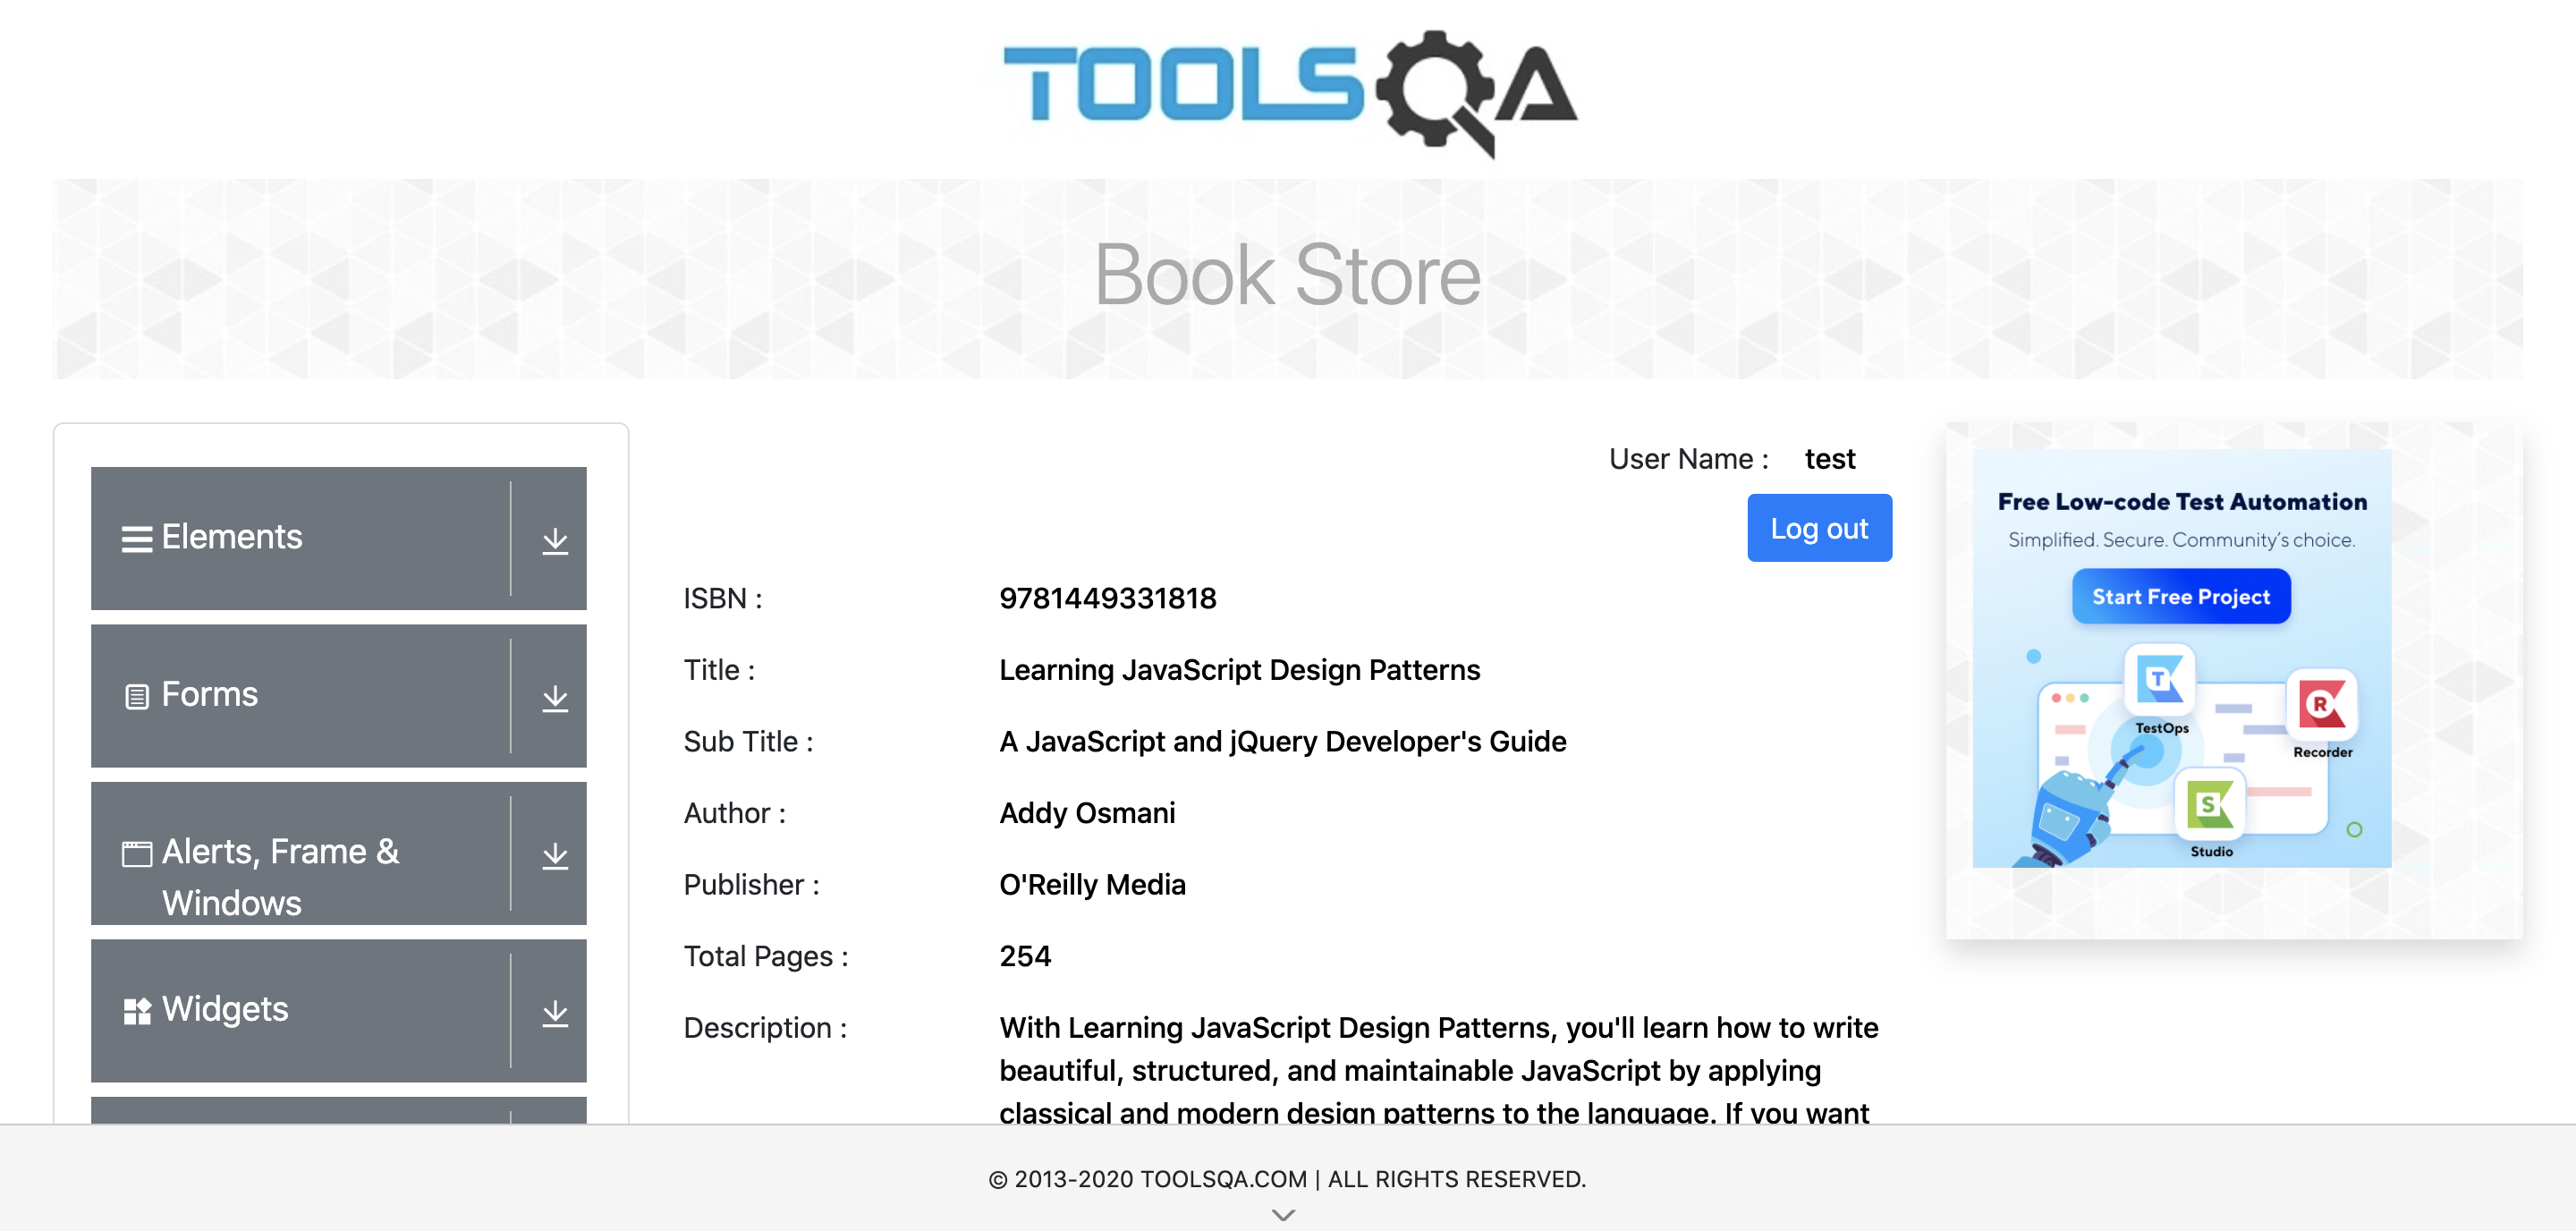 TOOLSQA
Book Store
Elements
Forms
Alerts, Frame &
Windows
Widgets
User Name : test
Log out
ISBN : 9781449331818
Title : Learning JavaScript Design Patterns
Sub Title : A JavaScript and jQuery Developer's Guide
Author : Addy Osmani
Publisher : O'Reilly Media
Total Pages : 254
Description : With Learning JavaScript Design Patterns, you'll learn how to write
beautiful, structured, and maintainable JavaScript by applying
classical and modern design patterns to the language. If you want
Free Low-code Test Automation
Simplified. Secure. Community's choice.
Start Free Project
T
TestOps
R
Recorder
S
Studio
© 2013-2020 TOOLSQA.COM | ALL RIGHTS RESERVED.